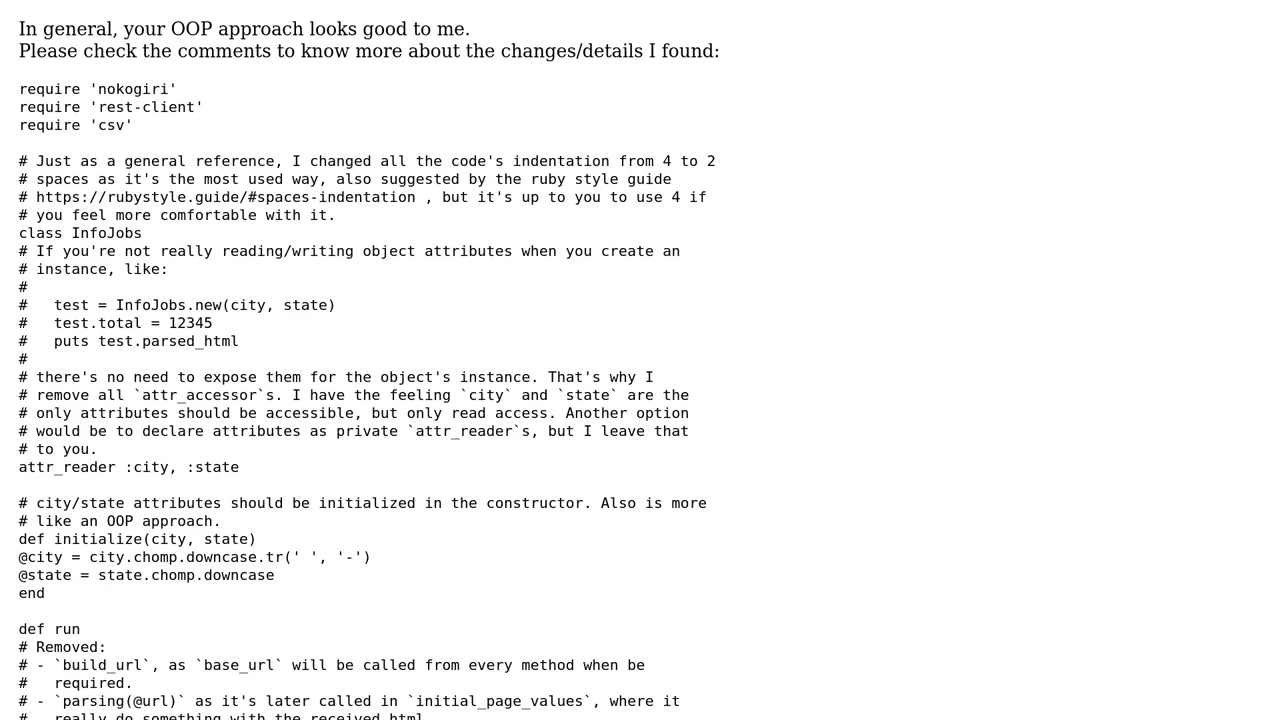 In general, your OOP approach looks good to me.
Please check the comments to know more about the changes/details I found:
require 'nokogiri'
require 'rest-client'
require 'csv'
# Just as a general reference, I changed all the code's indentation from 4 to 2
# spaces as it's the most used way, also suggested by the ruby style guide
# https://rubystyle.guide/#spaces-indentation , but it's up to you to use 4 if
# you feel more comfortable with it.
class InfoJobs
# If you're not really reading/writing object attributes when you create an
# instance, like:
#
#   test = InfoJobs.new(city, state)
#   test.total = 12345
#   puts test.parsed_html
#
# there's no need to expose them for the object's instance. That's why I
# remove all `attr_accessor`s. I have the feeling `city` and `state` are the
# only attributes should be accessible, but only read access. Another option
# would be to declare attributes as private `attr_reader`s, but I leave that
# to you.
attr_reader :city, :state
# city/state attributes should be initialized in the constructor. Also is more
# like an OOP approach.
def initialize(city, state)
@city = city.chomp.downcase.tr(' ', '-')
@state = state.chomp.downcase
end
def run
# Removed:
# - `build_url`, as `base_url` will be called from every method when be
#   required.
# - `parsing(@url)` as it's later called in `initial_page_values`, where it
#   really do something with the received html